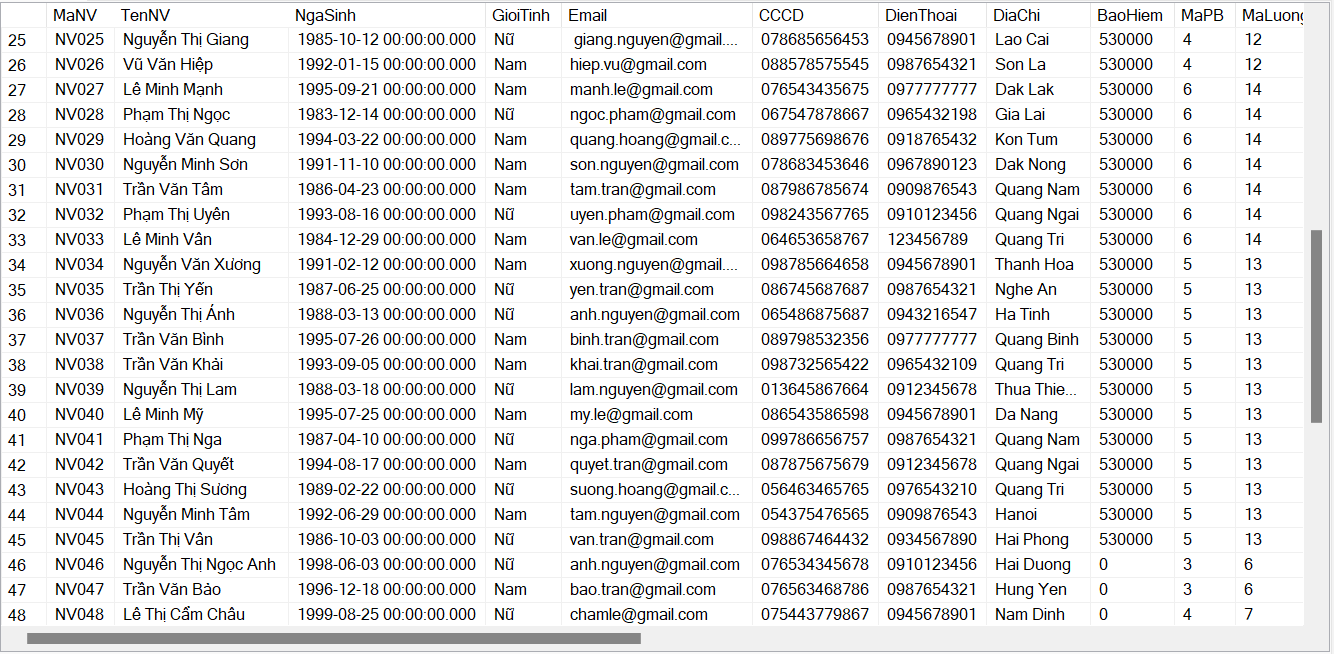 MaNV TenNV NgaSinh GioiTinh Email CCCD DienThoai DiaChi BaoHiem MaPB MaLuong
25 NV025 Nguyễn Thị Giang 1985-10-12 00:00:00.000 Nữ giang.nguyen@gmail.... 078685656453 0945678901 Lao Cai 530000 4 12
26 NV026 Vũ Văn Hiệp 1992-01-15 00:00:00.000 Nam hiep.vu@gmail.com 088578575545 0987654321 Son La 530000 4 12
27 NV027 Lê Minh Mạnh 1995-09-21 00:00:00.000 Nam manh.le@gmail.com 076543435675 0977777777 Dak Lak 530000 6 14
28 NV028 Phạm Thị Ngọc 1983-12-14 00:00:00.000 Nữ ngoc.pham@gmail.com 067547878667 0965432198 Gia Lai 530000 6 14
29 NV029 Hoàng Văn Quang 1994-03-22 00:00:00.000 Nam quang.hoang@gmail.c... 089775698676 0918765432 Kon Tum 530000 6 14
30 NV030 Nguyễn Minh Sơn 1991-11-10 00:00:00.000 Nam son.nguyen@gmail.com 078683453646 0967890123 Dak Nong 530000 6 14
31 NV031 Trần Văn Tâm 1986-04-23 00:00:00.000 Nam tam.tran@gmail.com 087986785674 0909876543 Quang Nam 530000 6 14
32 NV032 Phạm Thị Uyên 1993-08-16 00:00:00.000 Nữ uyen.pham@gmail.com 098243567765 0910123456 Quang Ngai 530000 6 14
33 NV033 Lê Minh Vân 1984-12-29 00:00:00.000 Nam van.le@gmail.com 064653658767 123456789 Quang Tri 530000 6 14
34 NV034 Nguyễn Văn Xương 1991-02-12 00:00:00.000 Nam xuong.nguyen@gmail.... 098785664658 0945678901 Thanh Hoa 530000 5 13
35 NV035 Trần Thị Yến 1987-06-25 00:00:00.000 Nữ yen.tran@gmail.com 086745687687 0987654321 Nghe An 530000 5 13
36 NV036 Nguyễn Thị Ánh 1988-03-13 00:00:00.000 Nữ anh.nguyen@gmail.com 065486875687 0943216547 Ha Tinh 530000 5 13
37 NV037 Trần Văn Bình 1995-07-26 00:00:00.000 Nam binh.tran@gmail.com 089798532356 0977777777 Quang Binh 530000 5 13
38 NV038 Trần Văn Khải 1993-09-05 00:00:00.000 Nam khai.tran@gmail.com 098732565422 0965432109 Quang Tri 530000 5 13
39 NV039 Nguyễn Thị Lam 1988-03-18 00:00:00.000 Nữ lam.nguyen@gmail.com 013645867664 0912345678 Thua Thie... 530000 5 13
40 NV040 Lê Minh Mỹ 1995-07-25 00:00:00.000 Nam my.le@gmail.com 086543586598 0945678901 Da Nang 530000 5 13
41 NV041 Phạm Thị Nga 1987-04-10 00:00:00.000 Nữ nga.pham@gmail.com 099786656757 0987654321 Quang Nam 530000 5 13
42 NV042 Trần Văn Quyết 1994-08-17 00:00:00.000 Nam quyet.tran@gmail.com 087875675679 0912345678 Quang Ngai 530000 5 13
43 NV043 Hoàng Thị Sương 1989-02-22 00:00:00.000 Nữ suong.hoang@gmail.c... 056463465765 0976543210 Quang Tri 530000 5 13
44 NV044 Nguyễn Minh Tâm 1992-06-29 00:00:00.000 Nam tam.nguyen@gmail.com 054375476565 0909876543 Hanoi 530000 5 13
45 NV045 Trần Thị Vân 1986-10-03 00:00:00.000 Nữ van.tran@gmail.com 098867464432 0934567890 Hai Phong 530000 5 13
46 NV046 Nguyễn Thị Ngọc Anh 1998-06-03 00:00:00.000 Nữ anh.nguyen@gmail.com 076534345678 0910123456 Hai Duong 0 3 6
47 NV047 Trần Văn Bảo 1996-12-18 00:00:00.000 Nam bao.tran@gmail.com 076563468786 0987654321 Hung Yen 0 3 6
48 NV048 Lê Thị Cẩm Châu 1999-08-25 00:00:00.000 Nữ chamle@gmail.com 075443779867 0945678901 Nam Dinh 0 4 7